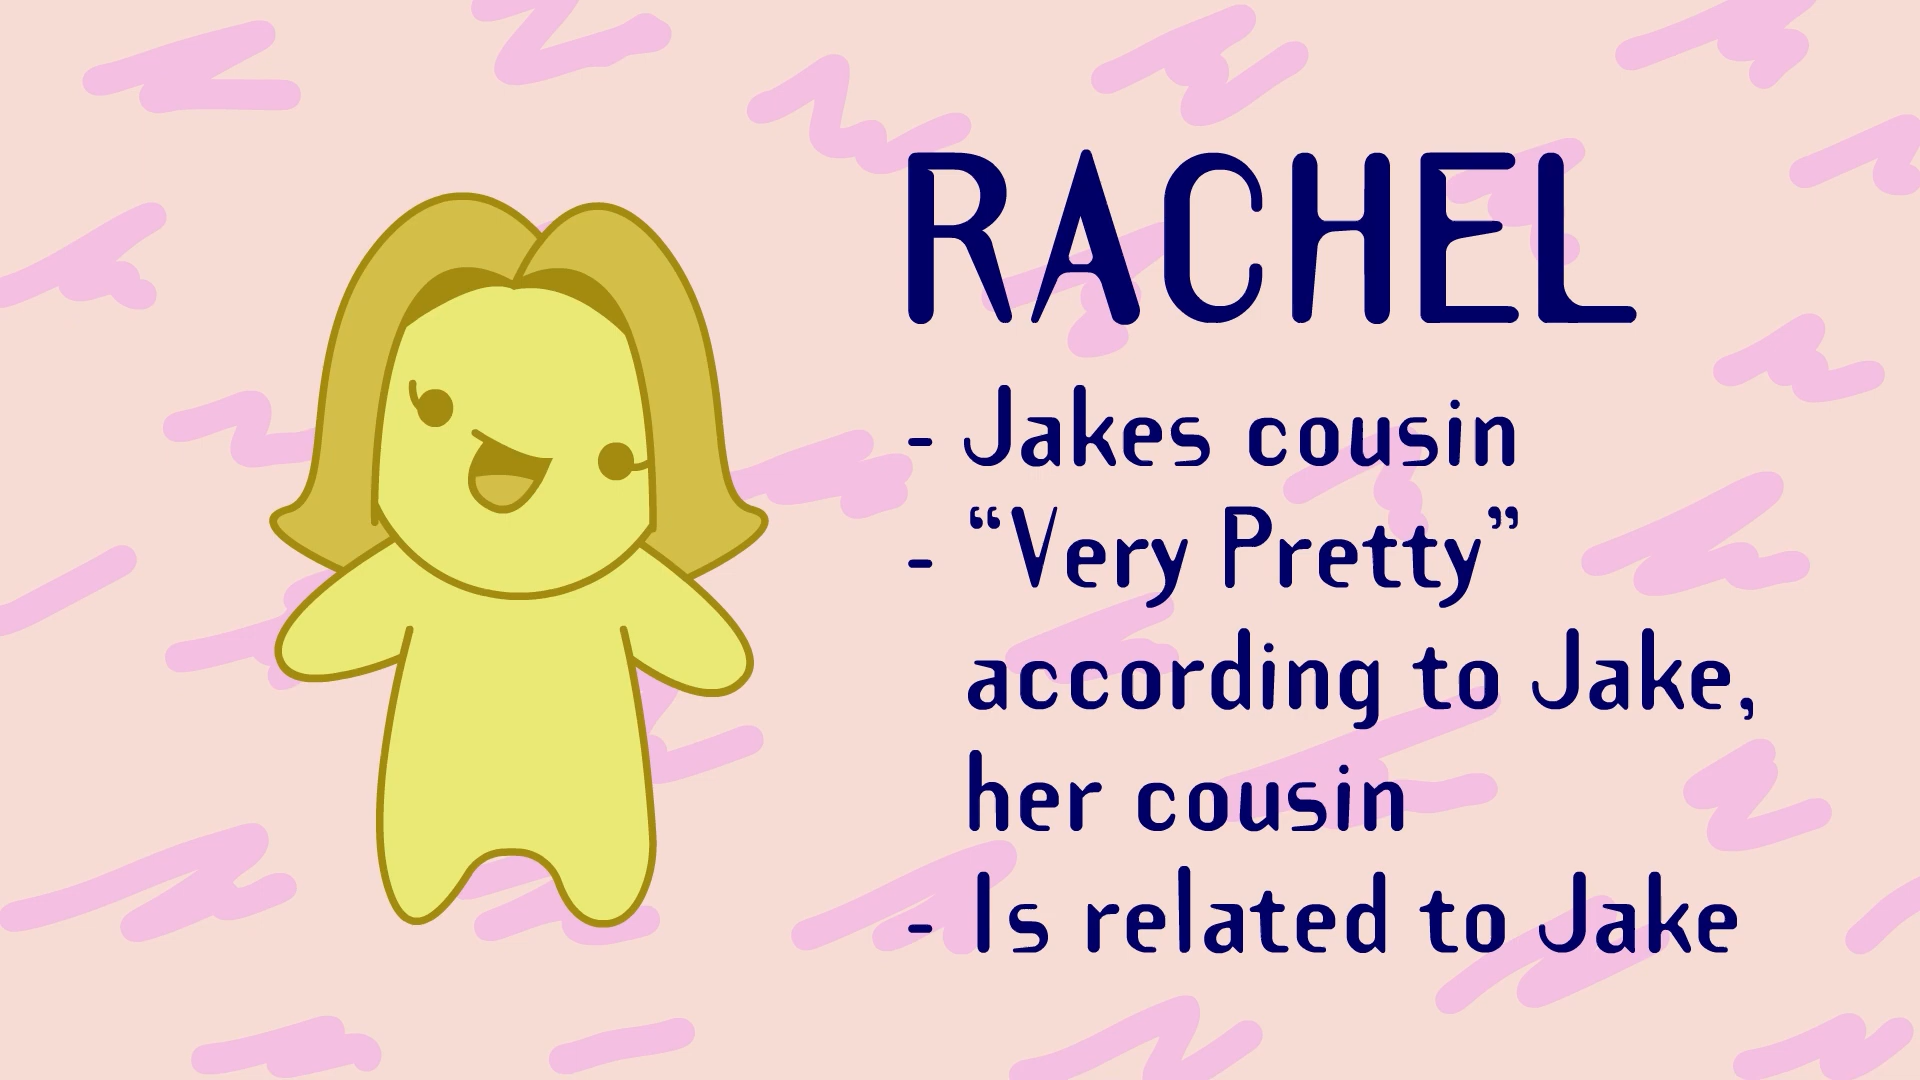 RACHEL
- Jakes cousin
- “Very Pretty”
according to Jake,
her cousin
- Is related to Jake